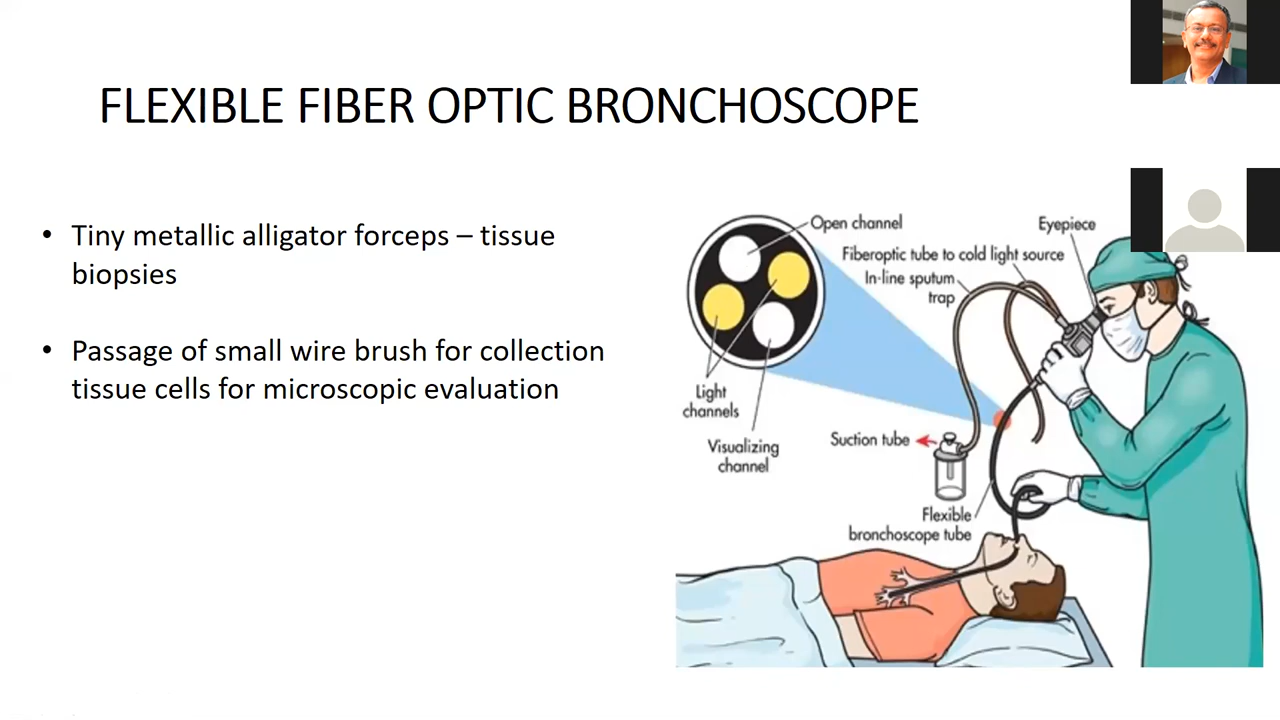 FLEXIBLE FIBER OPTIC BRONCHOSCOPE
• Tiny metallic alligator forceps – tissue
biopsies
• Passage of small wire brush for collection
tissue cells for microscopic evaluation
Open channel
Eyepiece
Fiberoptic tube to cold light source
In-line sputum
trap
Light
channels
Visualizing
channel
Suction tube
Flexible
bronchoscope tube